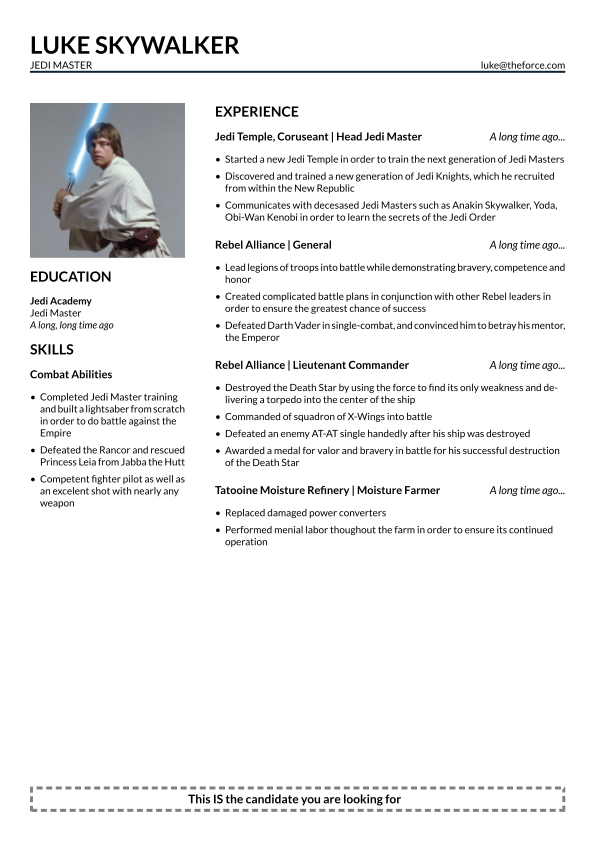 LUKE SKYWALKER
JEDI MASTER
luke@theforce.com
EDUCATION
Jedi Academy
Jedi Master
A long, long time ago
SKILLS
Combat Abilities
• Completed Jedi Master training
and built a lightsaber from scratch
in order to do battle against the
Empire
• Defeated the Rancor and rescued
Princess Leia from Jabba the Hutt
• Competent fighter pilot as well as
an excelent shot with nearly any
weapon
EXPERIENCE
Jedi Temple, Coruseant | Head Jedi Master A long time ago...
• Started a new Jedi Temple in order to train the next generation of Jedi Masters
• Discovered and trained a new generation of Jedi Knights, which he recruited
from within the New Republic
• Communicates with decesased Jedi Masters such as Anakin Skywalker, Yoda,
Obi-Wan Kenobi in order to learn the secrets of the Jedi Order
Rebel Alliance | General A long time ago...
• Lead legions of troops into battle while demonstrating bravery, competence and
honor
• Created complicated battle plans in conjunction with other Rebel leaders in
order to ensure the greatest chance of success
• Defeated Darth Vader in single-combat, and convinced him to betray his mentor,
the Emperor
Rebel Alliance | Lieutenant Commander A long time ago...
• Destroyed the Death Star by using the force to find its only weakness and de-
livering a torpedo into the center of the ship
• Commanded of squadron of X-Wings into battle
• Defeated an enemy AT-AT single handedly after his ship was destroyed
• Awarded a medal for valor and bravery in battle for his successful destruction
of the Death Star
Tatooine Moisture Refinery | Moisture Farmer A long time ago...
• Replaced damaged power converters
• Performed menial labor thoughout the farm in order to ensure its continued
operation
This IS the candidate you are looking for